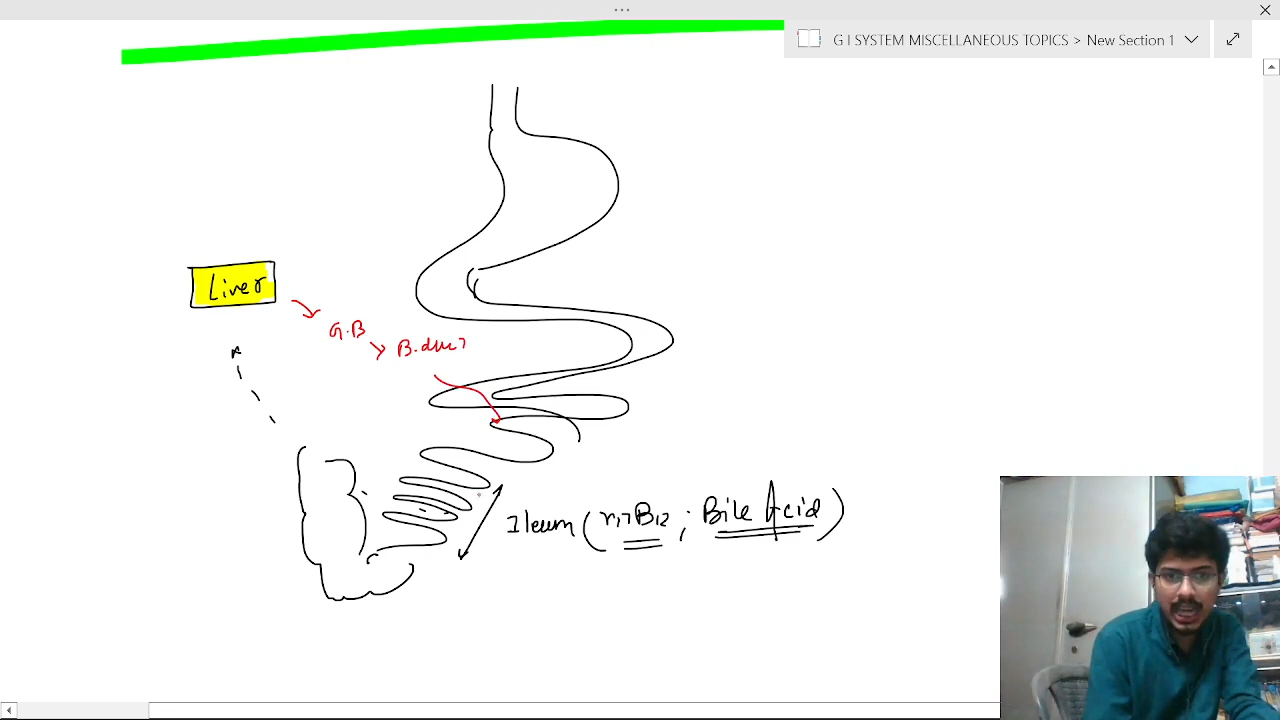 G I SYSTEM MISCELLANEOUS TOPICS > New Section 1
Liver
G.B
B.duct
Ileum ( B12 ; Bile Acid )